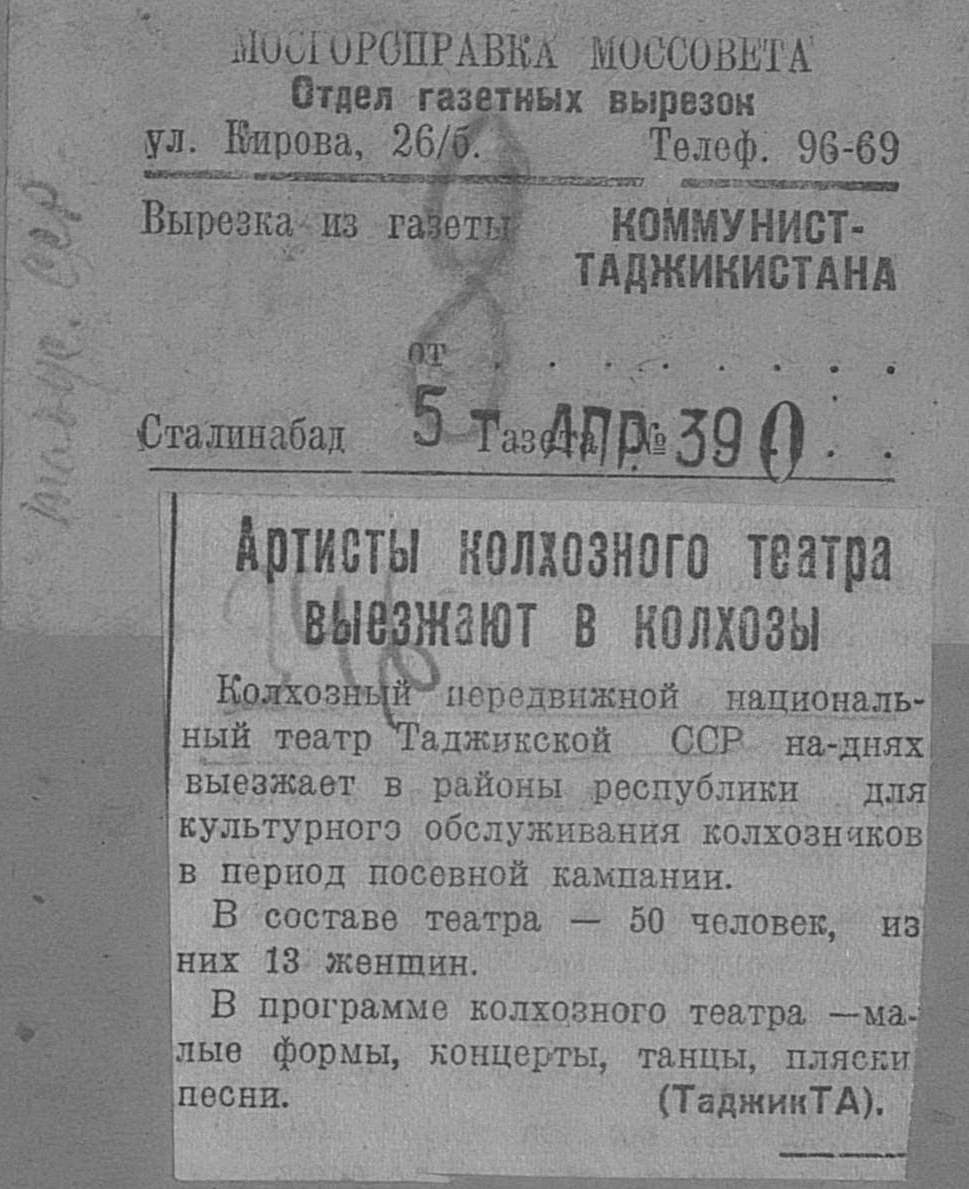 МОСГОРСПРАВКА МОССОВЕТА
Отдел газетных вырезок
ул. Кирова, 26/б. Телеф. 96-69
Вырезка из газеты КОММУНИСТ-
ТАДЖИКИСТАНА
от . . . . . . .
Сталинабад 5 АПР 39 Газета № . .
Артисты колхозного театра
выезжают в колхозы
Колхозный передвижной националь-
ный театр Таджикской ССР на-днях
выезжает в районы республики для
культурного обслуживания колхозников
в период посевной кампании.
В составе театра — 50 человек, из
них 13 женщин.
В программе колхозного театра —ма-
лые формы, концерты, танцы, пляски
песни. (ТаджикТА).